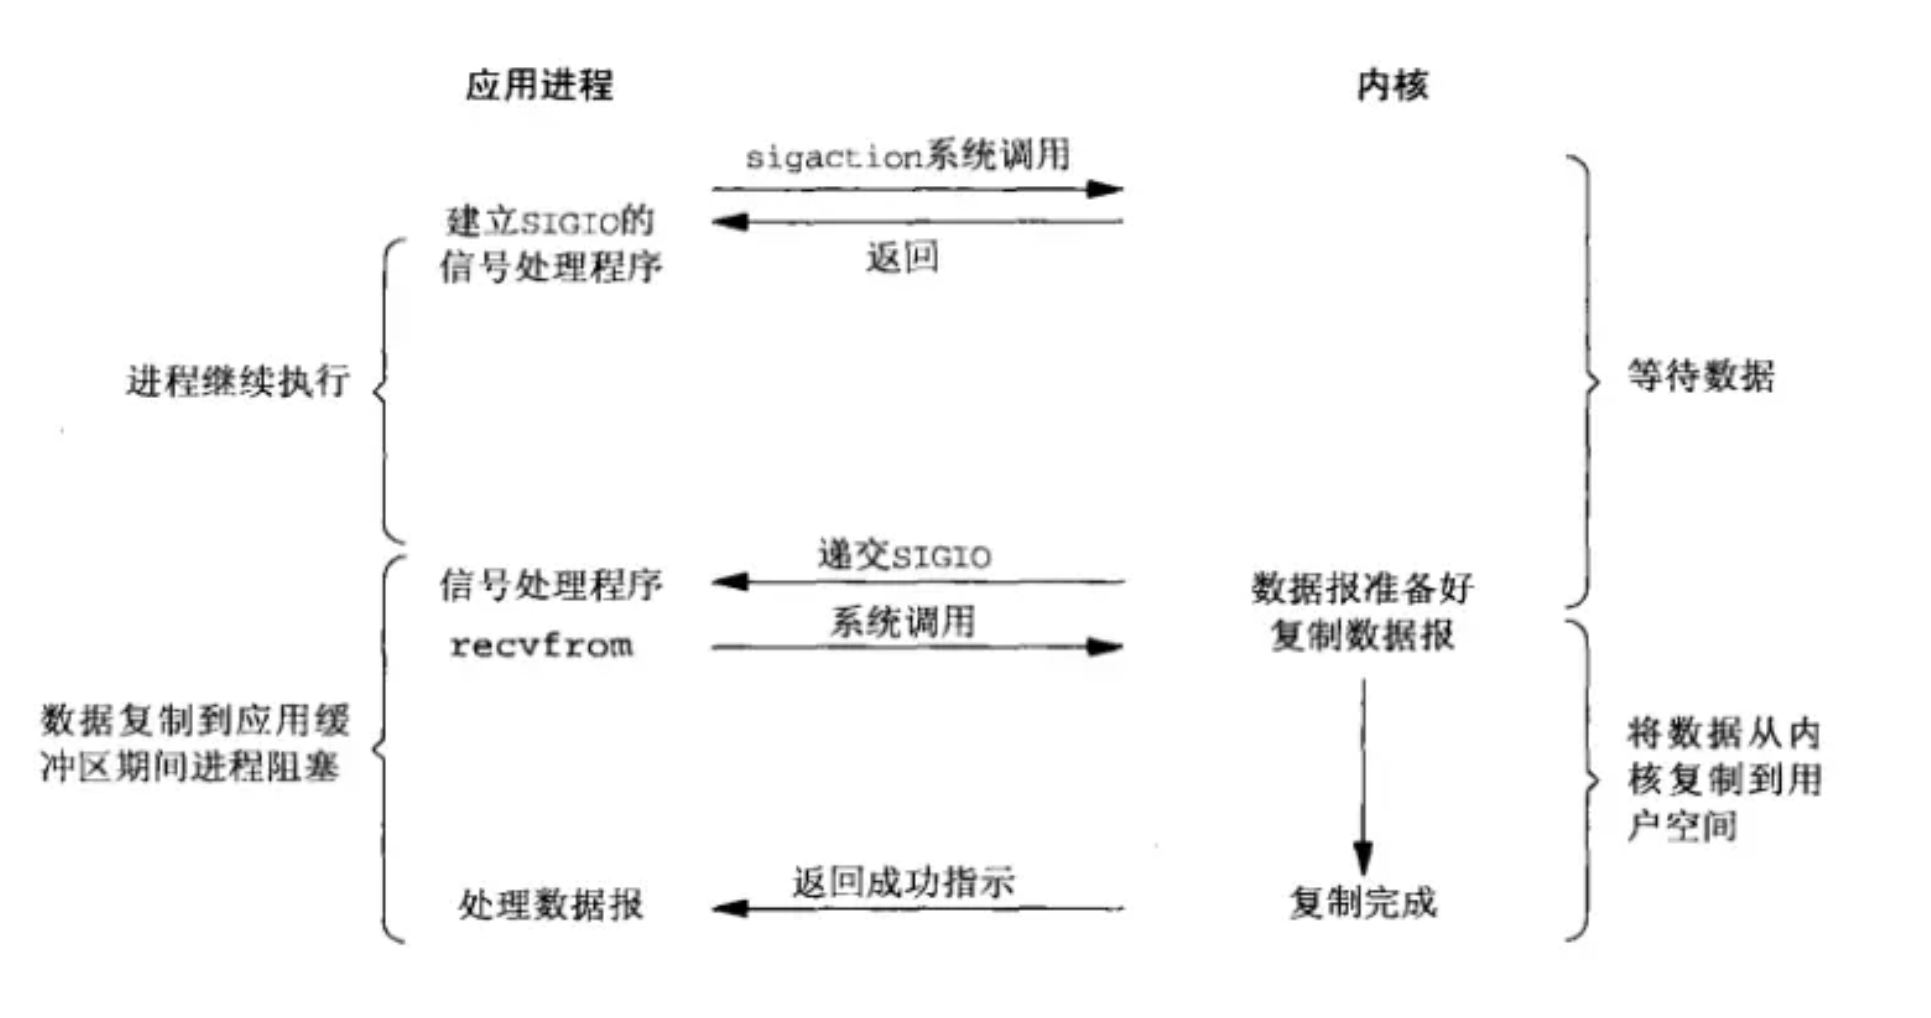 应用进程
内核
sigaction系统调用
建立SIGIO的
信号处理程序
返回
进程继续执行
等待数据
递交SIGIO
信号处理程序
数据报准备好
系统调用
recvfrom
复制数据报
数据复制到应用缓
冲区期间进程阻塞
将数据从内
核复制到用
户空间
返回成功指示
处理数据报
复制完成